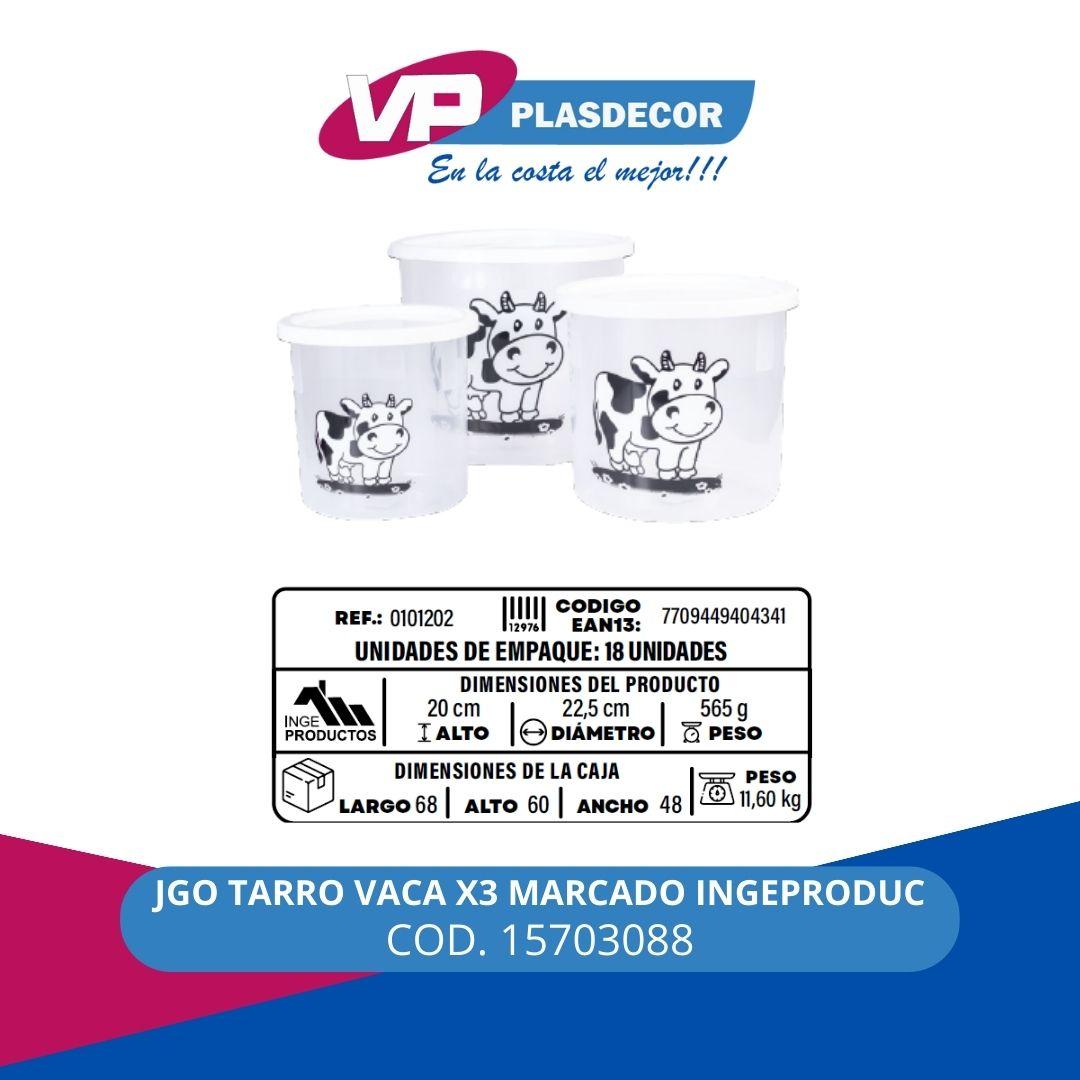 VP PLASDECOR
En la costa el mejor!!!
REF.: 0101202
12976
CODIGO
EAN13:
7709449404341
UNIDADES DE EMPAQUE: 18 UNIDADES
INGE
PRODUCTOS
DIMENSIONES DEL PRODUCTO
20 cm
ALTO
22,5 cm
DIÁMETRO
565 g
PESO
DIMENSIONES DE LA CAJA
LARGO 68
ALTO 60
ANCHO 48
PESO
11,60 kg
JGO TARRO VACA X3 MARCADO INGEPRODUC
COD. 15703088